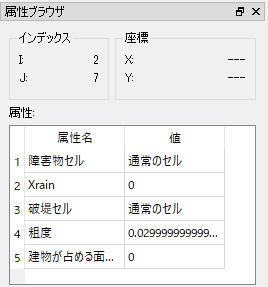 属性ブラウザ
インデックス
I: 2
J: 7
座標
X: ---
Y: ---
属性:
属性名 値
1 障害物セル 通常のセル
2 Xrain 0
3 破堤セル 通常のセル
4 粗度 0.029999999999...
5 建物が占める面... 0